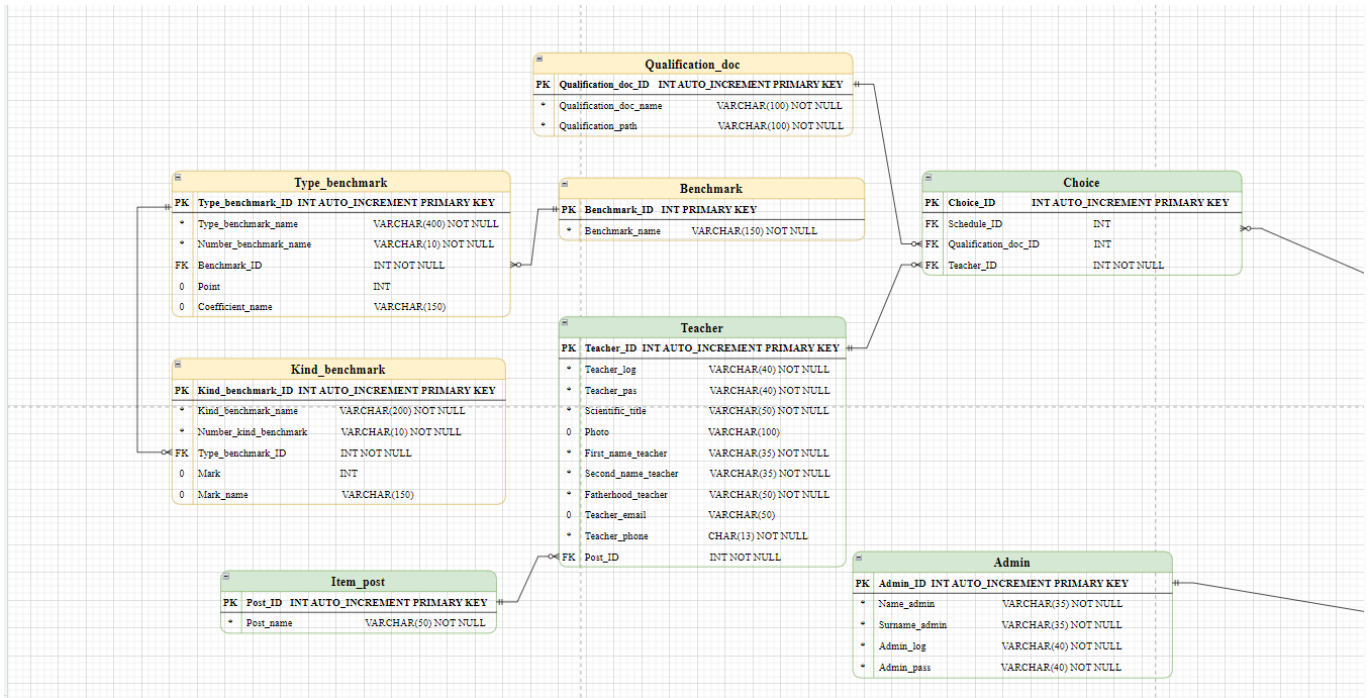 Qualification_doc
PK Qualification_doc_ID INT AUTO_INCREMENT PRIMARY KEY
* Qualification_doc_name VARCHAR(100) NOT NULL
* Qualification_path VARCHAR(100) NOT NULL
Type_benchmark
PK Type_benchmark_ID INT AUTO_INCREMENT PRIMARY KEY
* Type_benchmark_name VARCHAR(400) NOT NULL
* Number_benchmark_name VARCHAR(10) NOT NULL
FK Benchmark_ID INT NOT NULL
0 Point INT
0 Coefficient_name VARCHAR(150)
Benchmark
PK Benchmark_ID INT PRIMARY KEY
* Benchmark_name VARCHAR(150) NOT NULL
Choice
PK Choice_ID INT AUTO_INCREMENT PRIMARY KEY
FK Schedule_ID INT
FK Qualification_doc_ID INT
FK Teacher_ID INT NOT NULL
Kind_benchmark
PK Kind_benchmark_ID INT AUTO_INCREMENT PRIMARY KEY
* Kind_benchmark_name VARCHAR(200) NOT NULL
* Number_kind_benchmark VARCHAR(10) NOT NULL
FK Type_benchmark_ID INT NOT NULL
0 Mark INT
0 Mark_name VARCHAR(150)
Teacher
PK Teacher_ID INT AUTO_INCREMENT PRIMARY KEY
* Teacher_log VARCHAR(40) NOT NULL
* Teacher_pas VARCHAR(40) NOT NULL
* Scientific_title VARCHAR(50) NOT NULL
0 Photo VARCHAR(100)
* First_name_teacher VARCHAR(35) NOT NULL
* Second_name_teacher VARCHAR(35) NOT NULL
* Fatherhood_teacher VARCHAR(50) NOT NULL
0 Teacher_email VARCHAR(50)
* Teacher_phone CHAR(13) NOT NULL
FK Post_ID INT NOT NULL
Item_post
PK Post_ID INT AUTO_INCREMENT PRIMARY KEY
* Post_name VARCHAR(50) NOT NULL
Admin
PK Admin_ID INT AUTO_INCREMENT PRIMARY KEY
* Name_admin VARCHAR(35) NOT NULL
* Surname_admin VARCHAR(35) NOT NULL
* Admin_log VARCHAR(40) NOT NULL
* Admin_pass VARCHAR(40) NOT NULL